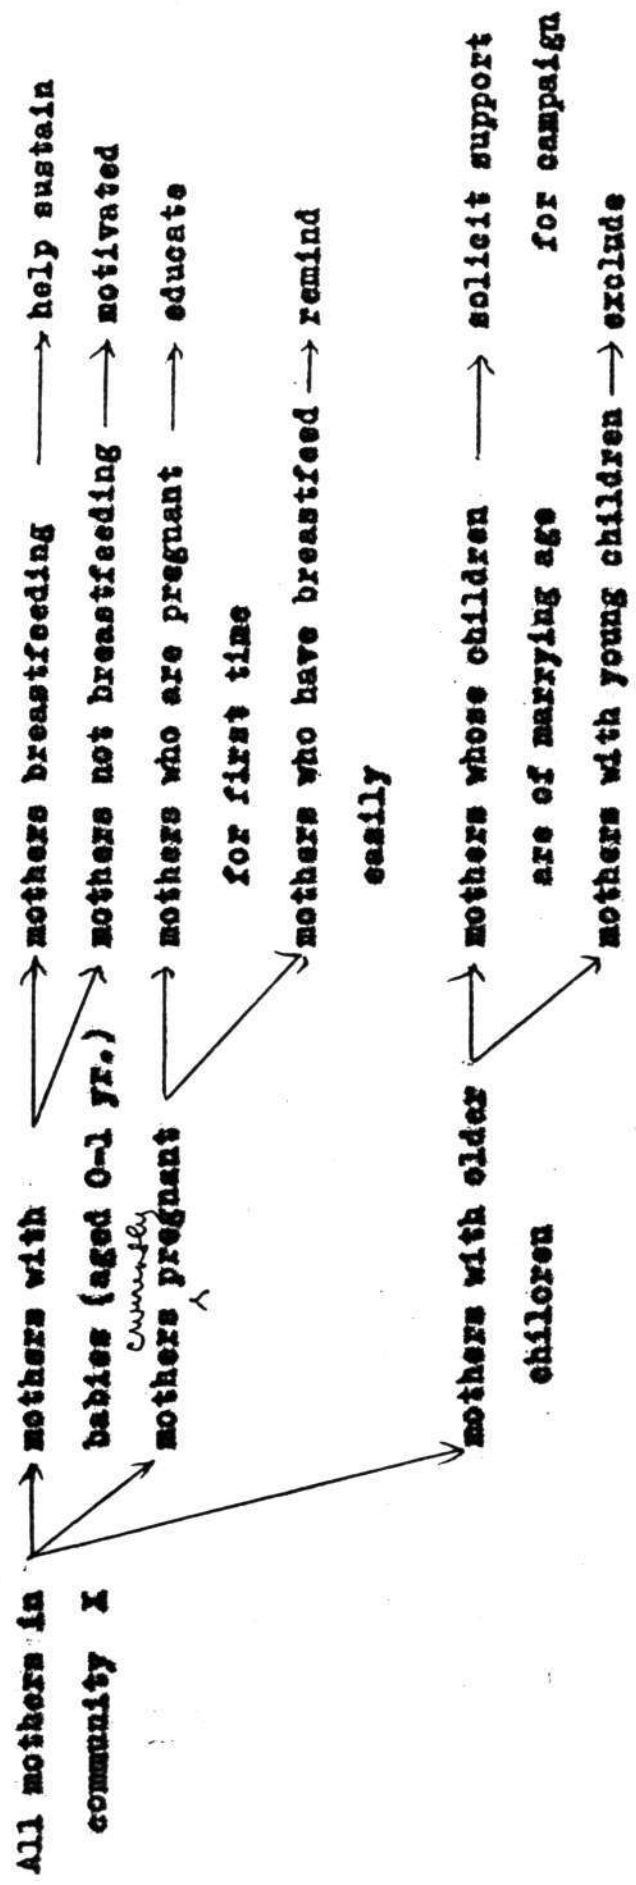 All mothers in → mothers with → mothers breastfeeding → help sustain
community X babies (aged 0-1 yr.) mothers not breastfeeding → motivated
currently
mothers pregnant → mothers who are pregnant → educate
for first time
mothers who have breastfeed → remind
easily
mothers with older → mothers whose children → solicit support
children are of marrying age for campaign
mothers with young children → exclude